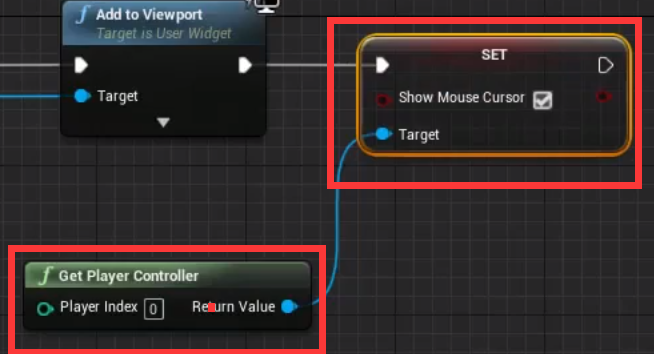 Add to Viewport
Target is User Widget
Target
SET
Show Mouse Cursor
Target
Get Player Controller
Player Index 0 Return Value